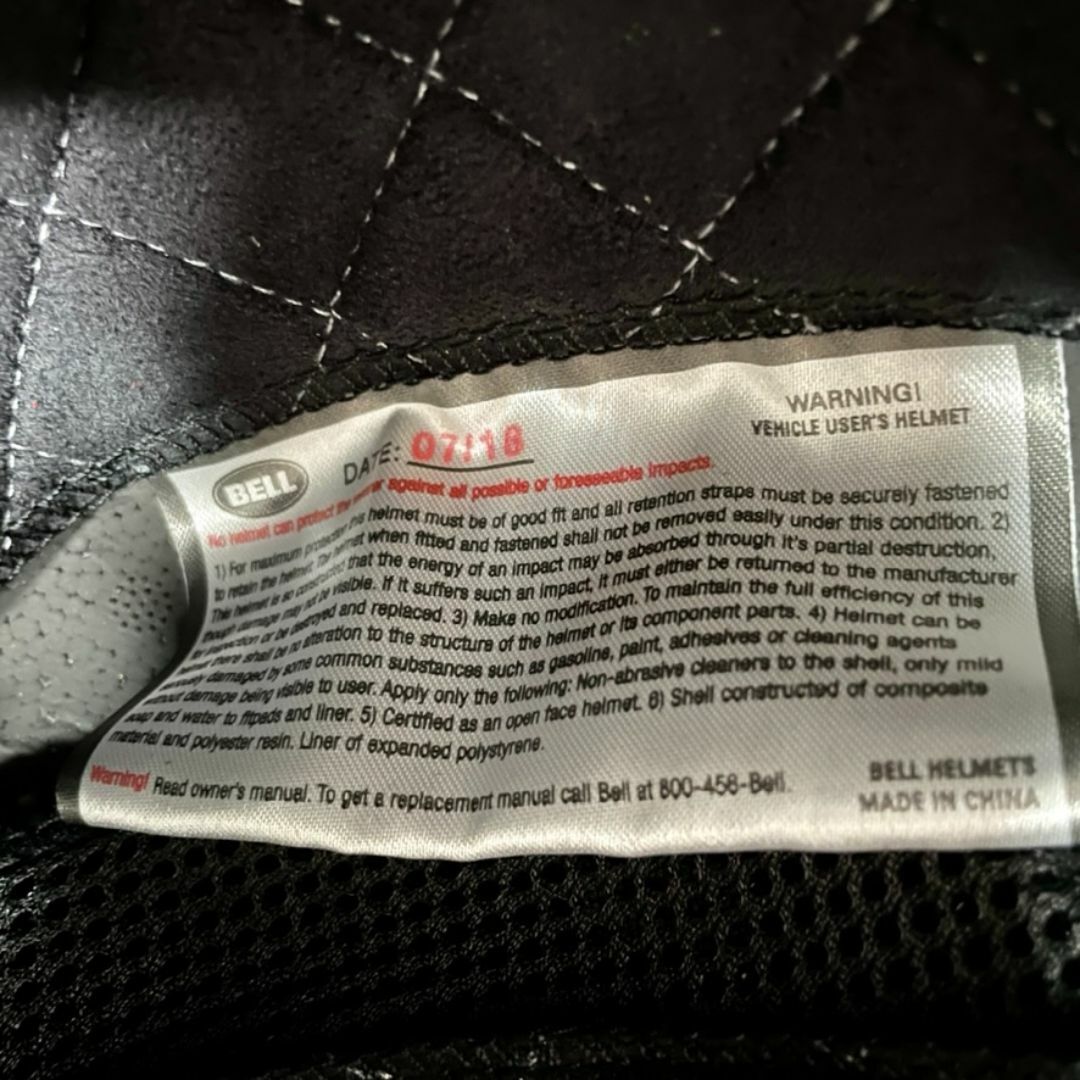 BELL
DATE: 07/18
WARNING!
VEHICLE USER'S HELMET
No helmet can protect the wearer against all possible or foreseeable impacts.
1) For maximum protection this helmet must be of good fit and all retention straps must be securely fastened
to retain the helmet. The helmet when fitted and fastened shall not be removed easily under this condition. 2)
This helmet is so constructed that the energy of an impact may be absorbed through it's partial destruction,
though damage may not be visible. If it suffers such an impact, it must either be returned to the manufacturer
for inspection or be destroyed and replaced. 3) Make no modification. To maintain the full efficiency of this
there shall be no alteration to the structure of the helmet or its component parts. 4) Helmet can be
damaged by some common substances such as gasoline, paint, adhesives or cleaning agents
without damage being visible to user. Apply only the following: Non-abrasive cleaners to the shell, only mild
soap and water to fitpads and liner. 5) Certified as an open face helmet. 6) Shell constructed of composite
material and polyester resin. Liner of expanded polystyrene.
Warning! Read owner's manual. To get a replacement manual call Bell at 800-456-Bell.
BELL HELMETS
MADE IN CHINA